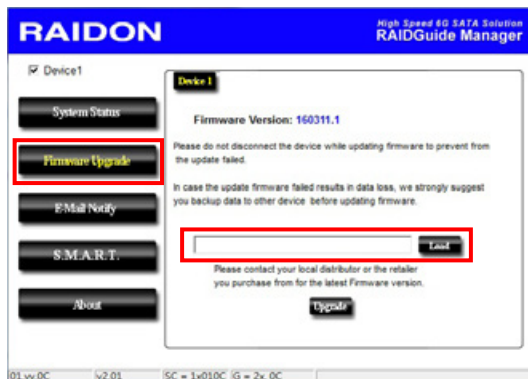 RAIDON
High Speed 6G SATA Solution
RAIDGuide Manager
Device1
System Status
Firmware Upgrade
E-Mail Notify
S.M.A.R.T.
About
Device 1
Firmware Version: 160311.1
Please do not disconnect the device while updating firmware to prevent from
the update failed.
In case the update firmware failed results in data loss, we strongly suggest
you backup data to other device before updating firmware.
Load
Please contact your local distributor or the retailer
you purchase from for the latest Firmware version.
Upgrade
v2.01
SC = 1x010C G = 2x. 0C